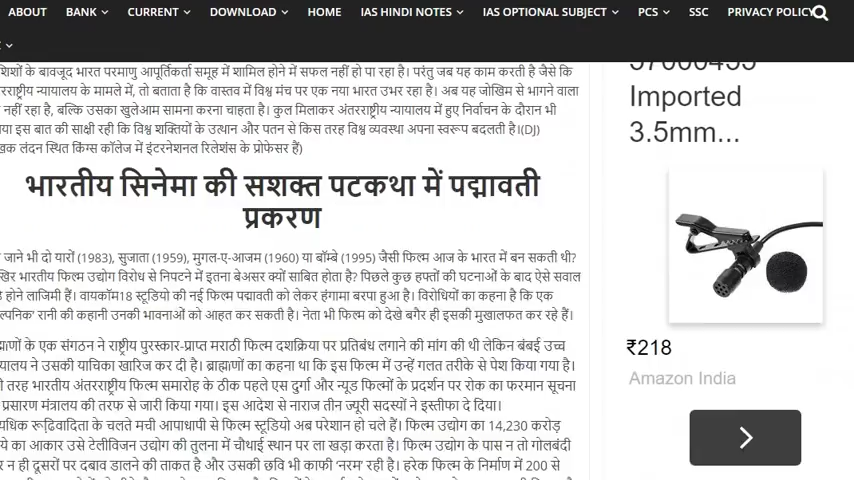 ABOUT BANK CURRENT DOWNLOAD HOME IAS HINDI NOTES IAS OPTIONAL SUBJECT PCS SSC PRIVACY POLICY
शिशों के बावजूद भारत परमाणु आपूर्तिकर्ता समूह में शामिल होने में सफल नहीं हो पा रहा है। परंतु जब यह काम करती है जैसे कि
रराष्ट्रीय न्यायालय के मामले में, तो बताता है कि वास्तव में विश्व मंच पर एक नया भारत उभर रहा है। अब यह जोखिम से भागने वाला
नहीं रहा है, बल्कि उसका खुलेआम सामना करना चाहता है। कुल मिलाकर अंतरराष्ट्रीय न्यायालय में हुए निर्वाचन के दौरान भी
या इस बात की साक्षी रही कि विश्व शक्तियों के उत्थान और पतन से किस तरह विश्व व्यवस्था अपना स्वरूप बदलती है।(DJ)
खक लंदन स्थित किंग्स कॉलेज में इंटरनेशनल रिलेशंस के प्रोफेसर हैं)
भारतीय सिनेमा की सशक्त पटकथा में पद्मावती
प्रकरण
जाने भी दो यारों (1983), सुजाता (1959), मुगल-ए-आजम (1960) या बॉम्बे (1995) जैसी फिल्म आज के भारत में बन सकती थी?
खिर भारतीय फिल्म उद्योग विरोध से निपटने में इतना बेअसर क्यों साबित होता है? पिछले कुछ हफ्तों की घटनाओं के बाद ऐसे सवाल
होने लाजिमी हैं। वायकॉम18 स्टूडियो की नई फिल्म पद्मावती को लेकर हंगामा बरपा हुआ है। विरोधियों का कहना है कि एक
ल्पनिक' रानी की कहानी उनकी भावनाओं को आहत कर सकती है। नेता भी फिल्म को देखे बगैर ही इसकी मुखालफत कर रहे हैं।
ह्मणों के एक संगठन ने राष्ट्रीय पुरस्कार-प्राप्त मराठी फिल्म दशक्रिया पर प्रतिबंध लगाने की मांग की थी लेकिन बंबई उच्च
यालय ने उसकी याचिका खारिज कर दी है। ब्राह्मणों का कहना था कि इस फिल्म में उन्हें गलत तरीके से पेश किया गया है।
तरह भारतीय अंतरराष्ट्रीय फिल्म समारोह के ठीक पहले एस दुर्गा और न्यूड फिल्मों के प्रदर्शन पर रोक का फरमान सूचना
प्रसारण मंत्रालय की तरफ से जारी किया गया। इस आदेश से नाराज तीन ज्यूरी सदस्यों ने इस्तीफा दे दिया।
यधिक रूढ़िवादिता के चलते मची आपाधापी से फिल्म स्टूडियो अब परेशान हो चले हैं। फिल्म उद्योग का 14,230 करोड़
ये का आकार उसे टेलीविजन उद्योग की तुलना में चौथाई स्थान पर ला खड़ा करता है। फिल्म उद्योग के पास न तो गोलबंदी
र न ही दूसरों पर दबाव डालने की ताकत है और उसकी छवि भी काफी 'नरम' रही है। हरेक फिल्म के निर्माण में 200 से
Imported
3.5mm...
₹218
Amazon India